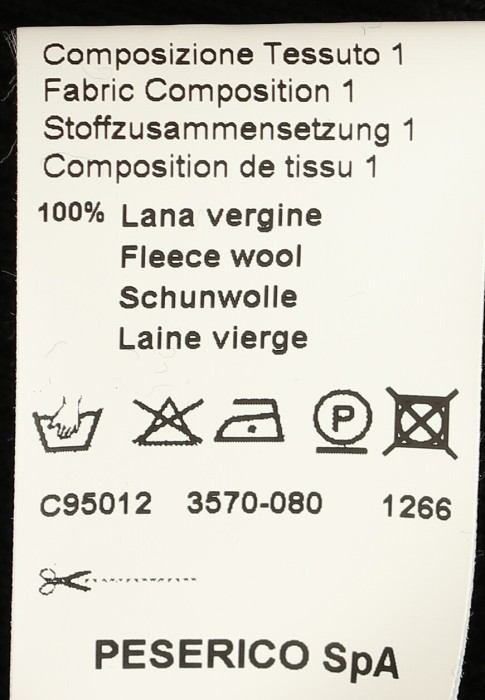 Composizione Tessuto 1
Fabric Composition 1
Stoffzusammensetzung 1
Composition de tissu 1
100% Lana vergine
Fleece wool
Schunwolle
Laine vierge
P
C95012 3570-080 1266
PESERICO SpA